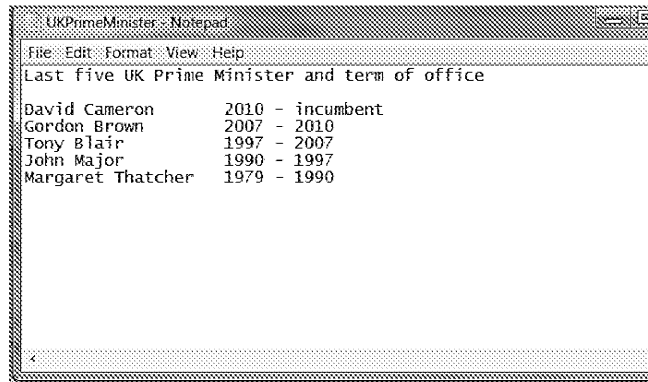 UKPrimeMinister - Notepad
File Edit Format View Help
Last five UK Prime Minister and term of office
David Cameron 2010 - incumbent
Gordon Brown 2007 - 2010
Tony Blair 1997 - 2007
John Major 1990 - 1997
Margaret Thatcher 1979 - 1990